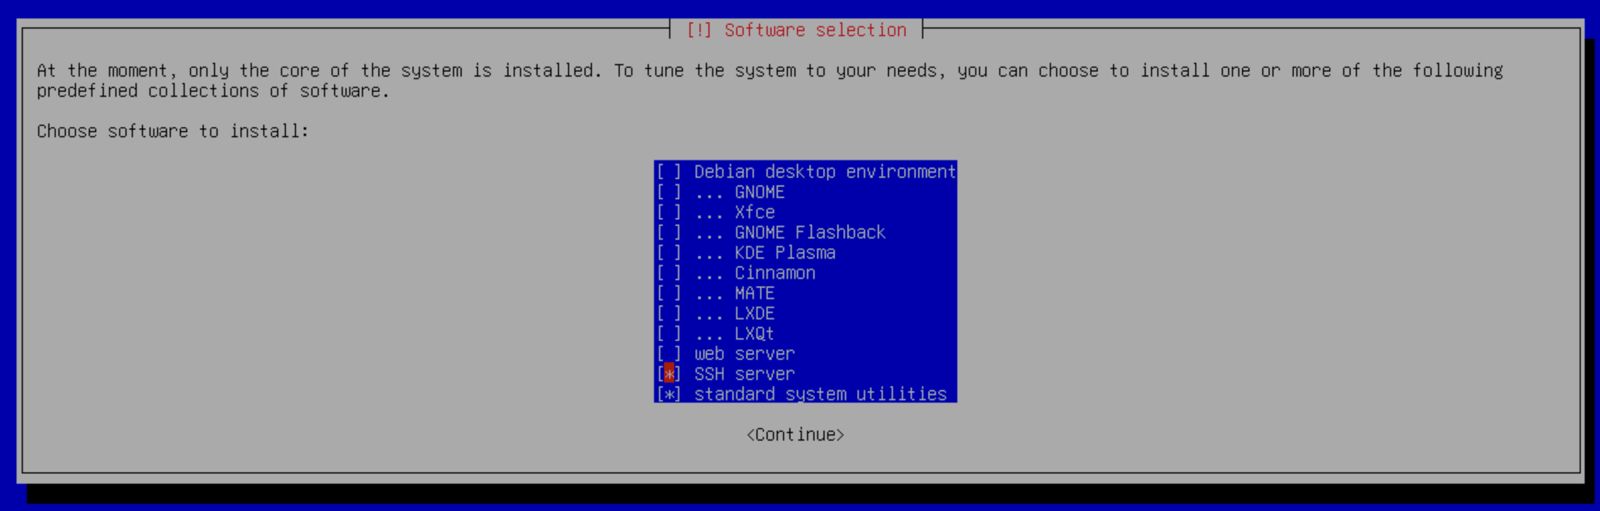 [!] Software selection
At the moment, only the core of the system is installed. To tune the system to your needs, you can choose to install one or more of the following
predefined collections of software.
Choose software to install:
[ ] Debian desktop environment
[ ] ... GNOME
[ ] ... Xfce
[ ] ... GNOME Flashback
[ ] ... KDE Plasma
[ ] ... Cinnamon
[ ] ... MATE
[ ] ... LXDE
[ ] ... LXQt
[ ] web server
[*] SSH server
[*] standard system utilities
<Continue>